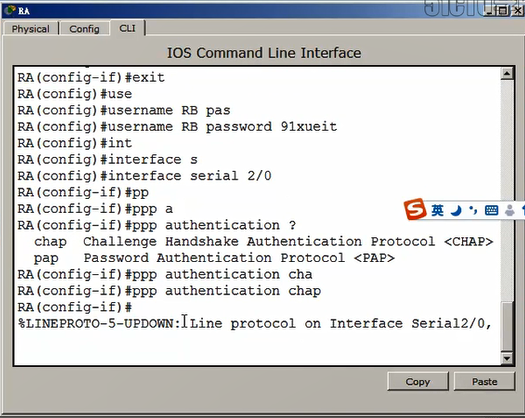 RA
Physical Config CLI
IOS Command Line Interface
RA(config-if)#exit
RA(config)#use
RA(config)#username RB pas
RA(config)#username RB password 91xueit
RA(config)#int
RA(config)#interface s
RA(config)#interface serial 2/0
RA(config-if)#pp
RA(config-if)#ppp a
RA(config-if)#ppp authentication ?
chap Challenge Handshake Authentication Protocol <CHAP>
pap Password Authentication Protocol <PAP>
RA(config-if)#ppp authentication cha
RA(config-if)#ppp authentication chap
RA(config-if)#
%LINEPROTO-5-UPDOWN: Line protocol on Interface Serial2/0,
S 英
Copy Paste